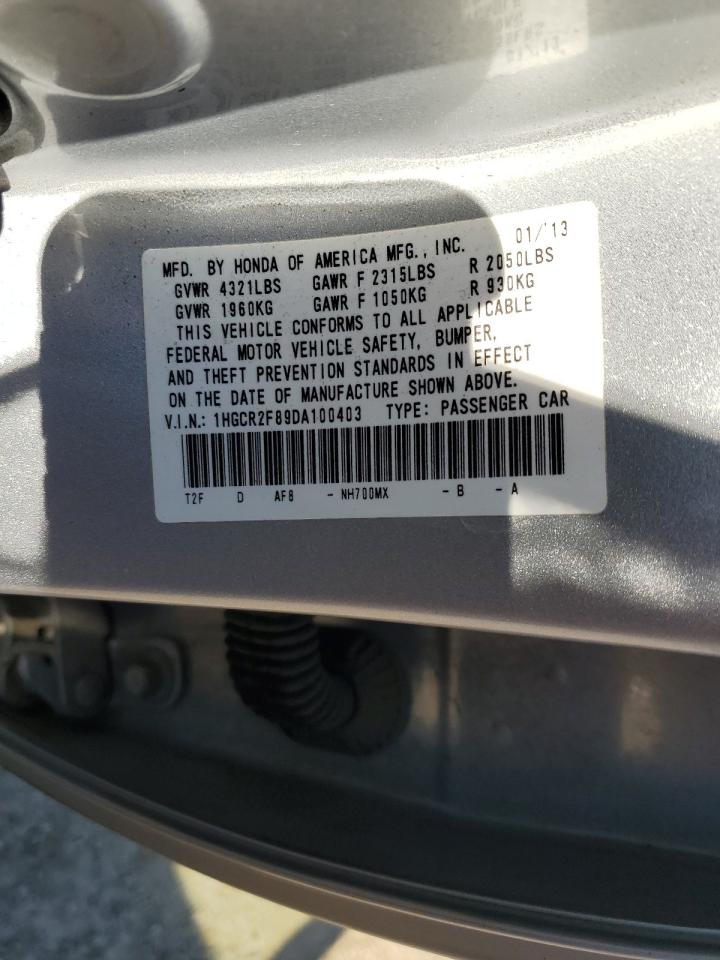 01/'13
MFD. BY HONDA OF AMERICA MFG., INC.
GVWR 4321LBS GAWR F 2315LBS R 2050LBS
GVWR 1960KG GAWR F 1050KG R 930KG
THIS VEHICLE CONFORMS TO ALL APPLICABLE
FEDERAL MOTOR VEHICLE SAFETY, BUMPER,
AND THEFT PREVENTION STANDARDS IN EFFECT
ON THE DATE OF MANUFACTURE SHOWN ABOVE.
V.I.N.: 1HGCR2F89DA100403 TYPE: PASSENGER CAR
T2F D AF8 - NH700MX - B - A